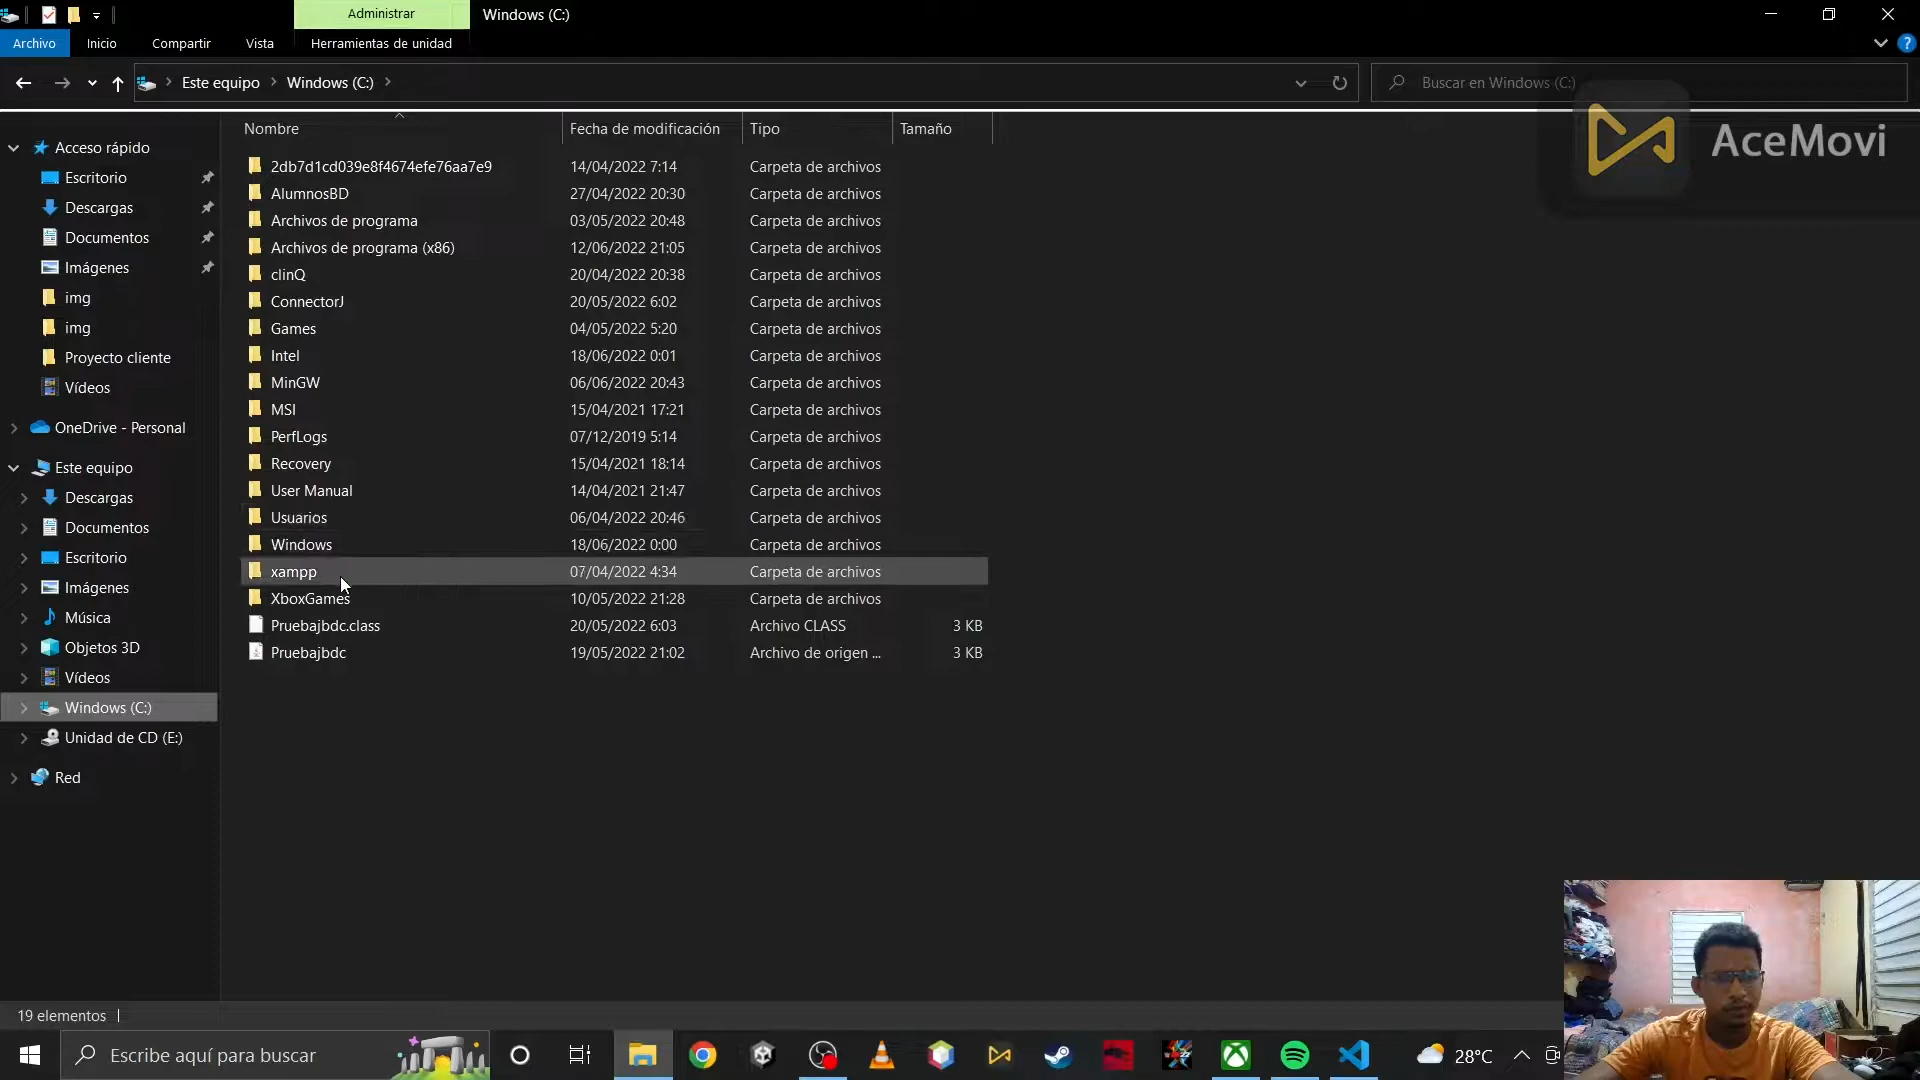 Administrar
Windows (C:)
Archivo
Inicio
Compartir
Vista
Herramientas de unidad
Este equipo
Windows (C:)
Buscar en Windows (C:)
AceMovi
Nombre
Fecha de modificación
Tipo
Tamaño
Acceso rápido
Escritorio
Descargas
Documentos
Imágenes
img
img
Proyecto cliente
Vídeos
OneDrive - Personal
Este equipo
Descargas
Documentos
Escritorio
Imágenes
Música
Objetos 3D
Vídeos
Windows (C:)
Unidad de CD (E:)
Red
2db7d1cd039e8f4674efe76aa7e9 14/04/2022 7:14 Carpeta de archivos
AlumnosBD 27/04/2022 20:30 Carpeta de archivos
Archivos de programa 03/05/2022 20:48 Carpeta de archivos
Archivos de programa (x86) 12/06/2022 21:05 Carpeta de archivos
clinQ 20/04/2022 20:38 Carpeta de archivos
ConnectorJ 20/05/2022 6:02 Carpeta de archivos
Games 04/05/2022 5:20 Carpeta de archivos
Intel 18/06/2022 0:01 Carpeta de archivos
MinGW 06/06/2022 20:43 Carpeta de archivos
MSI 15/04/2021 17:21 Carpeta de archivos
PerfLogs 07/12/2019 5:14 Carpeta de archivos
Recovery 15/04/2021 18:14 Carpeta de archivos
User Manual 14/04/2021 21:47 Carpeta de archivos
Usuarios 06/04/2022 20:46 Carpeta de archivos
Windows 18/06/2022 0:00 Carpeta de archivos
xampp 07/04/2022 4:34 Carpeta de archivos
XboxGames 10/05/2022 21:28 Carpeta de archivos
Pruebajbdc.class 20/05/2022 6:03 Archivo CLASS 3 KB
Pruebajbdc 19/05/2022 21:02 Archivo de origen ... 3 KB
19 elementos
Escribe aquí para buscar
28°C